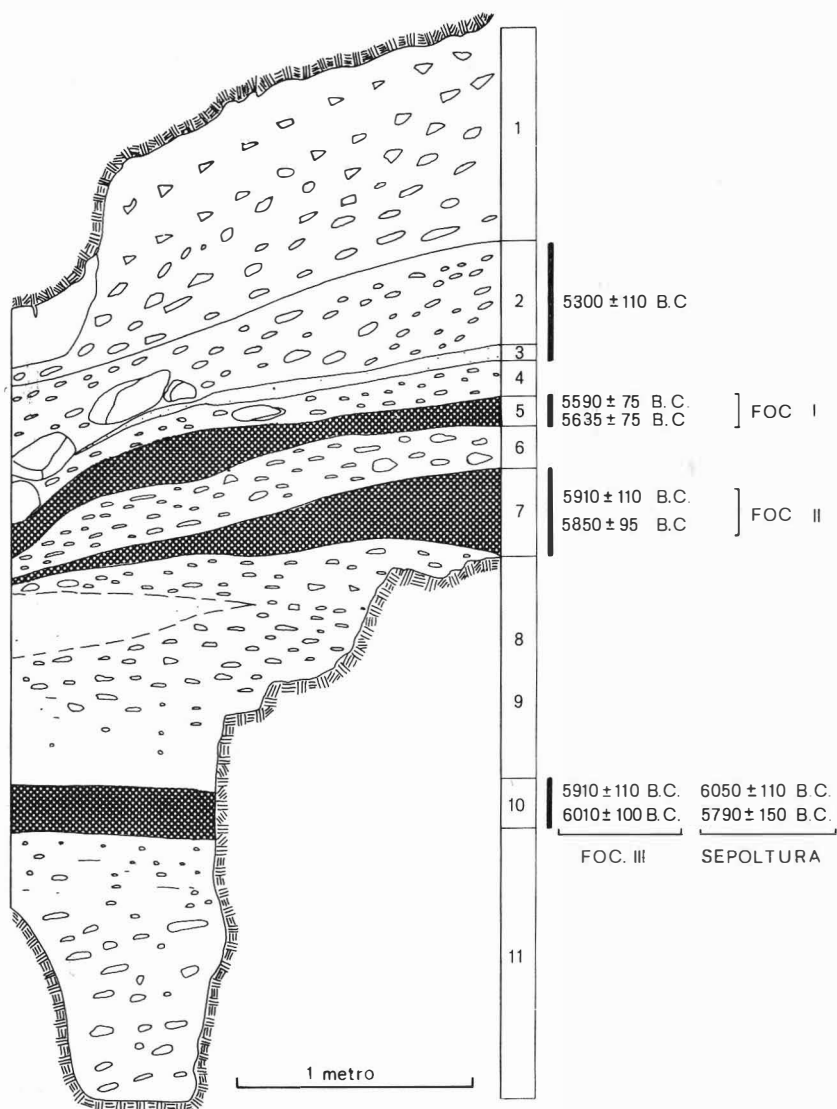 1
2
5300 ± 110 B.C
3
4
5
5590 ± 75 B.C.
5635 ± 75 B.C
FOC I
6
7
5910 ± 110 B.C.
5850 ± 95 B.C
FOC II
8
9
10
5910 ± 110 B.C. 6050 ± 110 B.C.
6010 ± 100 B.C. 5790 ± 150 B.C.
FOC. III SEPOLTURA
11
1 metro